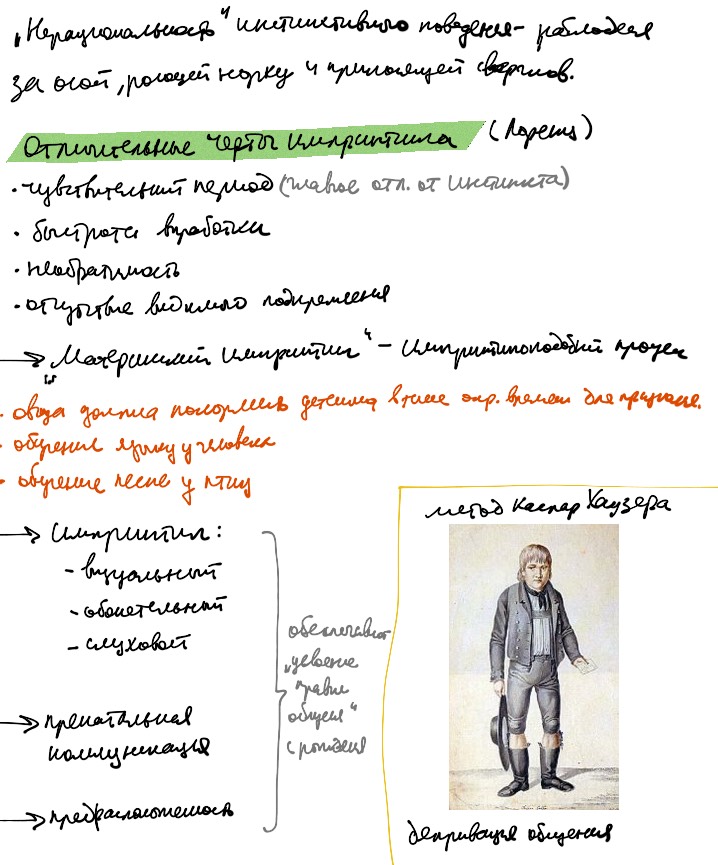 „Нерациональность" инстинктивного поведения - наблюдения
за осой, роющей норку и приносящей сверчков.
Отличительные черты импринтинга (Лоренц)
• чувствительный период (главное отл. от инстинкта)
• быстрота выработки
• необратимость
• отсутствие видимого подкрепления
→ „Материнский импринтинг" - импринтингоподобный процесс
• овца должна покормить детеныша в теч. опр. времени для признания.
• обучение языку у человека
• обучение песне у птиц
→ Импринтинг:
- визуальный
- обонятельный
- слуховой
→ пренатальная
коммуникация
→ предрасположенность
обеспечивают
„усвоение
правил
общения"
с рождения
метод Каспар Хаузера
депривация общения